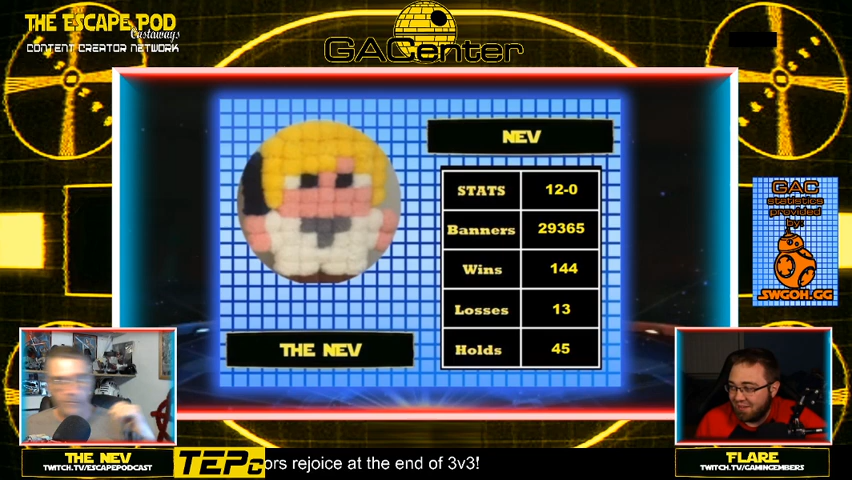 THE ESCAPE POD
Castaways
CONTENT CREATOR NETWORK
GACenter
NEV
STATS 12-0
Banners 29365
Wins 144
Losses 13
Holds 45
THE NEV
GAC
statistics
provided
by:
SWGOH.GG
THE NEV
TWITCH.TV/ESCAPEPODCAST
TEPc
ors rejoice at the end of 3v3!
FLARE
TWITCH.TV/GAMINGEMBERS